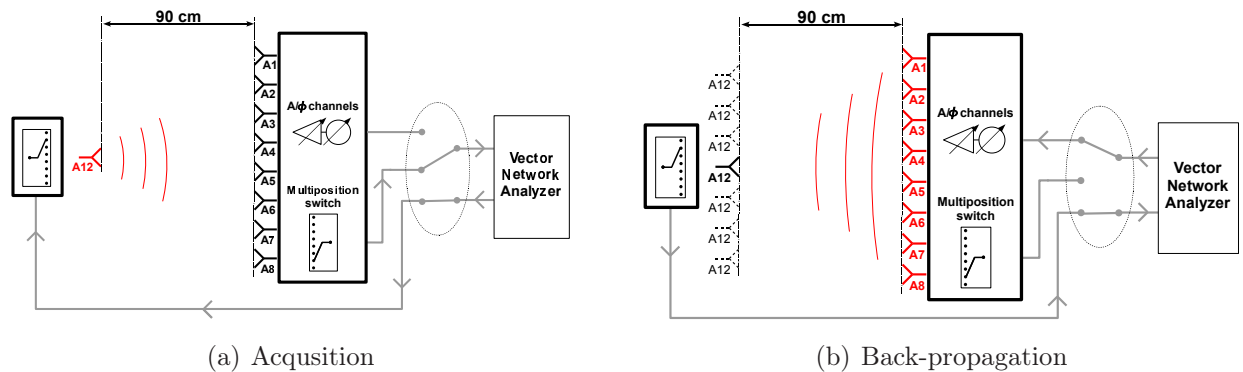 90 cm
A12
A1
A2
A3
A4
A5
A6
A7
A8
A/ϕ channels
Multiposition
switch
Vector
Network
Analyzer
(a) Acqusition
90 cm
A12
A12
A12
A12
A12
A12
A12
A1
A2
A3
A4
A5
A6
A7
A8
A/ϕ channels
Multiposition
switch
Vector
Network
Analyzer
(b) Back-propagation